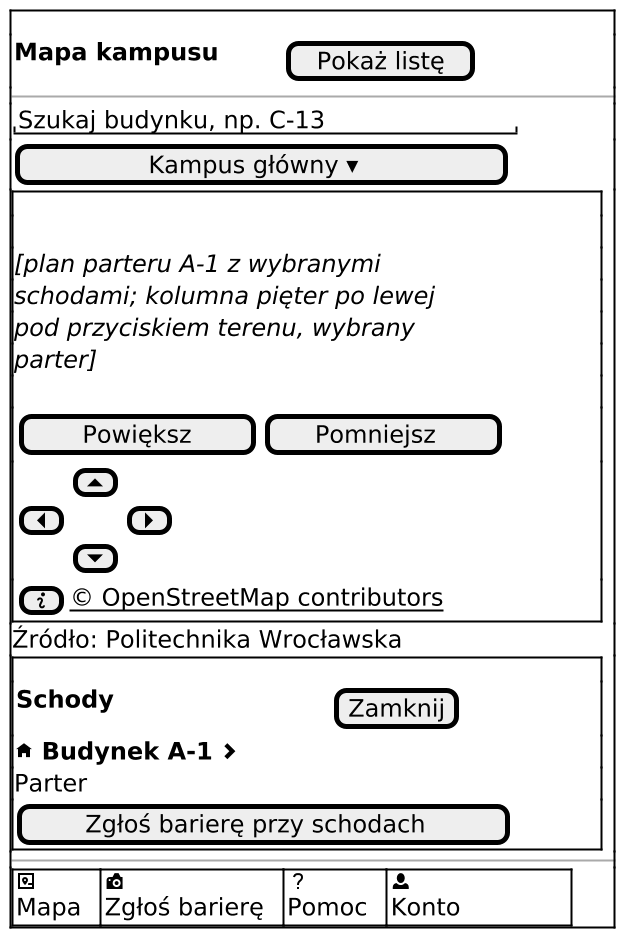 Mapa kampusu
Pokaż listę
Szukaj budynku, np. C-13
Kampus główny ▾
[plan parteru A-1 z wybranymi
schodami; kolumna pięter po lewej
pod przyciskiem terenu, wybrany
parter]
Powiększ
Pomniejsz
i © OpenStreetMap contributors
Źródło: Politechnika Wrocławska
Schody
Zamknij
Budynek A-1
Parter
Zgłoś barierę przy schodach
?
Mapa
Zgłoś barierę
Pomoc
Konto